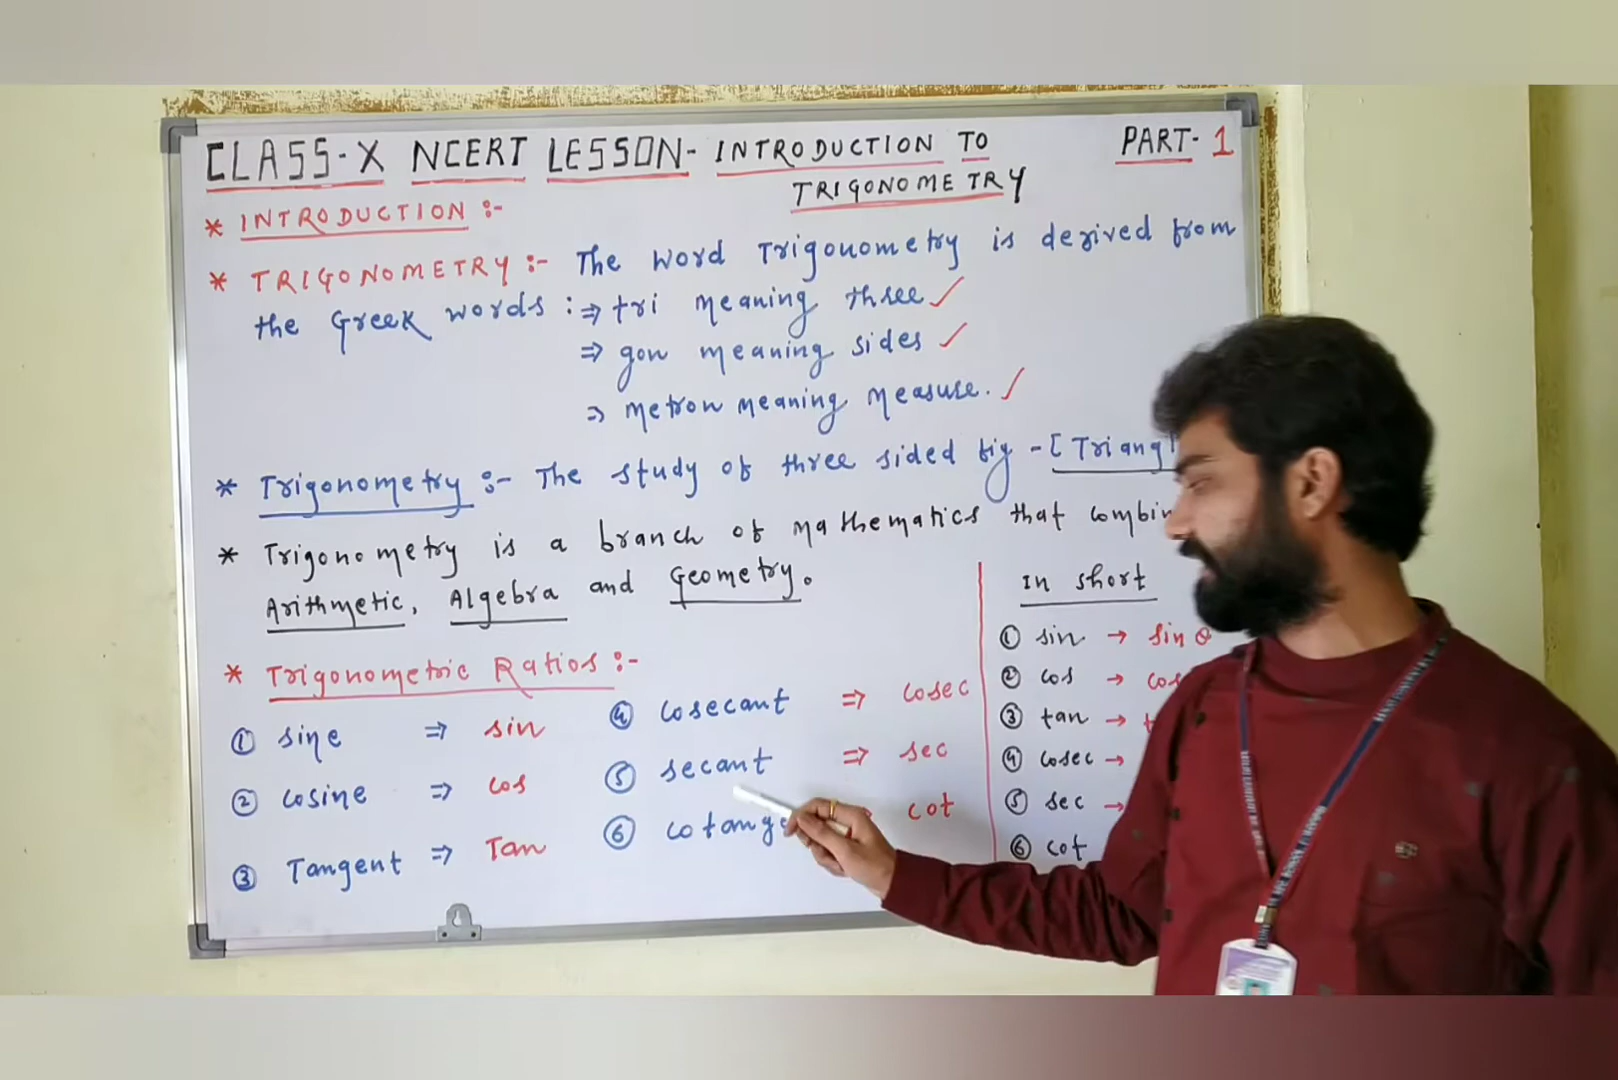 CLASS-X NCERT LESSON- INTRODUCTION TO
TRIGONOMETRY
PART- 1
* INTRODUCTION :-
* TRIGONOMETRY :- The word Trigonometry is derived from
the Greek words : ⇒ tri meaning three ✓
⇒ gon meaning sides ✓
⇒ metron meaning measure. ✓
* Trigonometry :- The study of three sided fig - [Triangl
* Trigonometry is a branch of mathematics that combin
Arithmetic, Algebra and Geometry.
* Trigonometric Ratios :-
① sine ⇒ sin
② cosine ⇒ cos
③ Tangent ⇒ Tan
④ cosecant ⇒ cosec
⑤ secant ⇒ sec
⑥ cotange cot
In short
① sin → sin θ
② cos → cos
③ tan → t
④ cosec →
⑤ sec →
⑥ cot